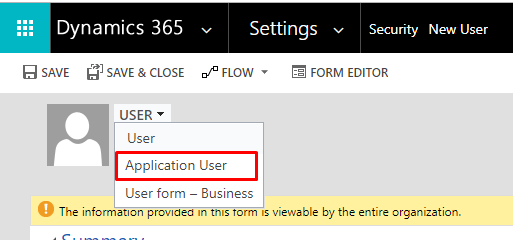 Dynamics 365 Settings Security New User
SAVE SAVE & CLOSE FLOW FORM EDITOR
USER
User
Application User
User form – Business
The information provided in this form is viewable by the entire organization.
Summary